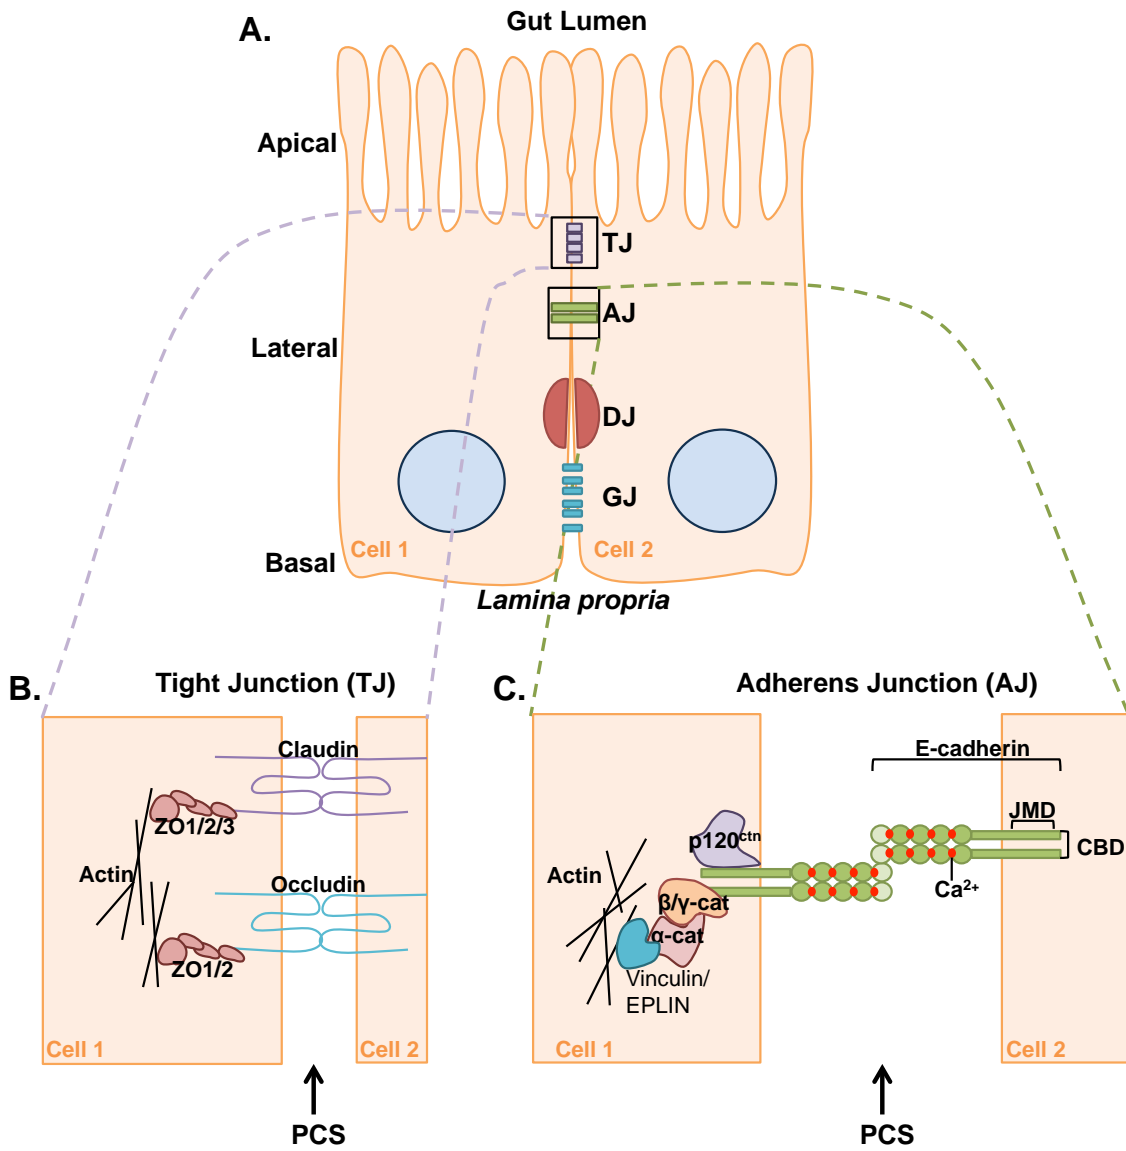 A.
Gut Lumen
Apical
TJ
AJ
Lateral
DJ
GJ
Cell 1
Cell 2
Basal
Lamina propria
B.
Tight Junction (TJ)
Claudin
ZO1/2/3
Actin
Occludin
ZO1/2
Cell 1
Cell 2
PCS
C.
Adherens Junction (AJ)
E-cadherin
JMD
CBD
p120ctn
Ca2+
Actin
β/γ-cat
α-cat
Vinculin/
EPLIN
Cell 1
Cell 2
PCS